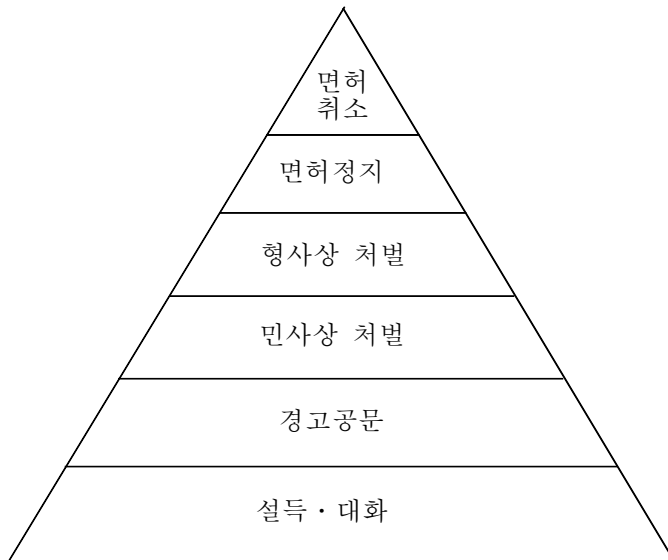 면허
취소
면허정지
형사상 처벌
민사상 처벌
경고공문
설득・대화